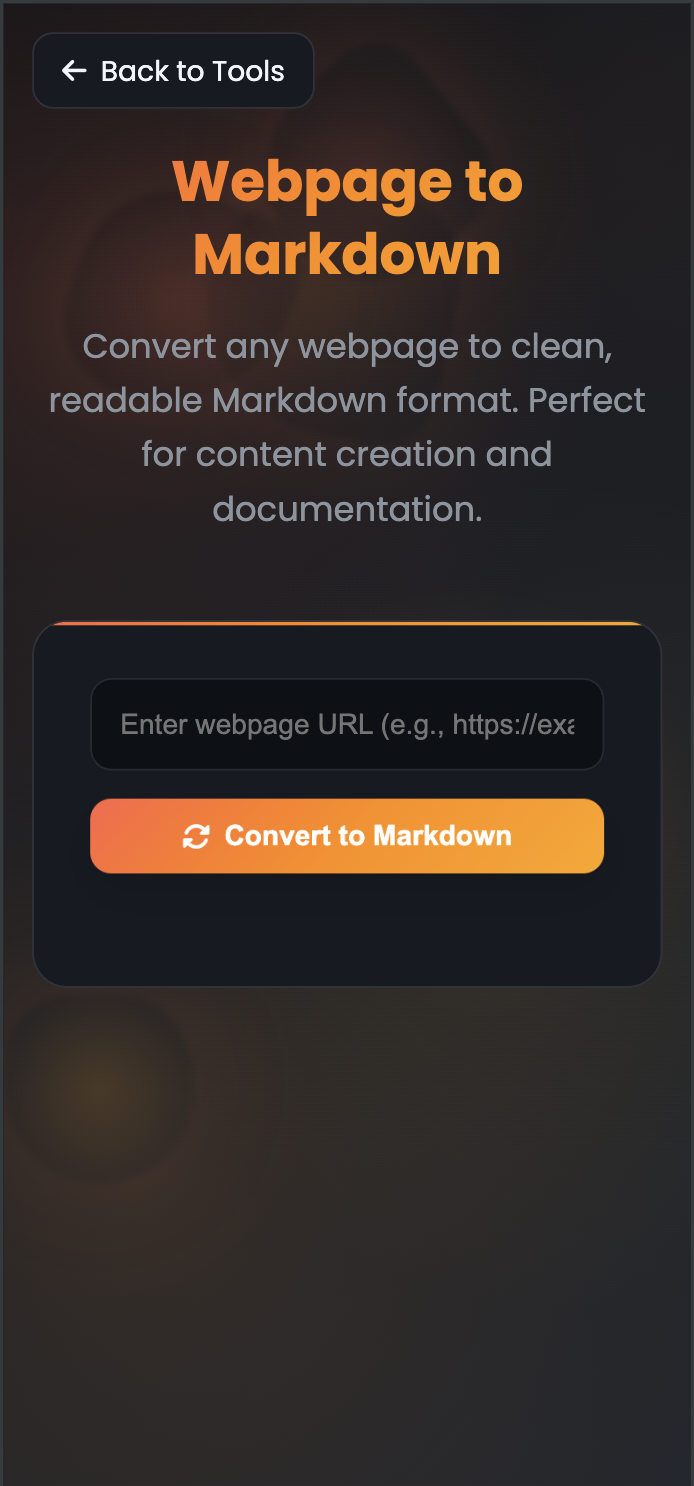 Back to Tools
Webpage to
Markdown
Convert any webpage to clean,
readable Markdown format. Perfect
for content creation and
documentation.
Enter webpage URL (e.g., https://exa
Convert to Markdown